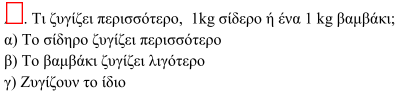 . Τι ζυγίζει περισσότερο, 1kg σίδερο ή ένα 1 kg βαμβάκι;
α) Το σίδηρο ζυγίζει περισσότερο
β) Το βαμβάκι ζυγίζει λιγότερο
γ) Ζυγίζουν το ίδιο